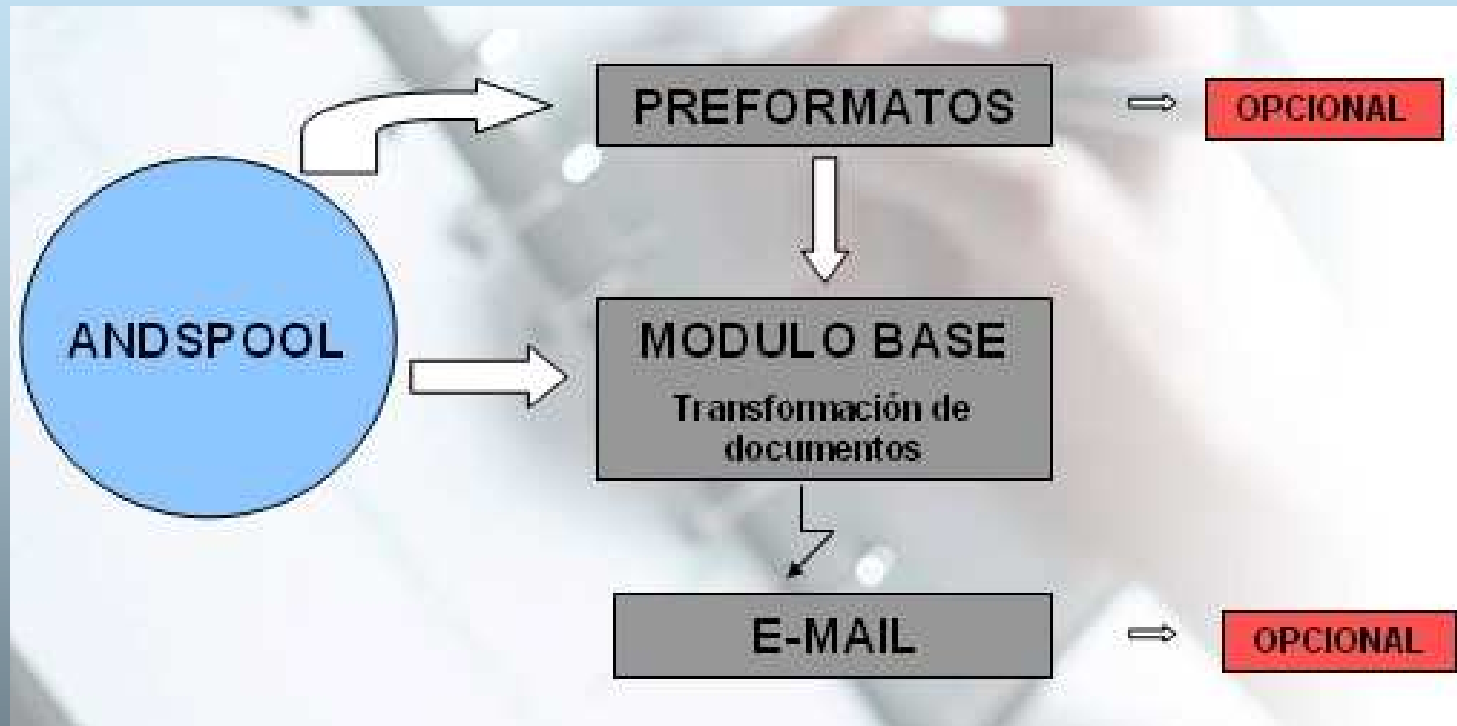 PREFORMATOS
OPCIONAL
ANDSPOOL
MODULO BASE
Transformación de
documentos
E-MAIL
OPCIONAL